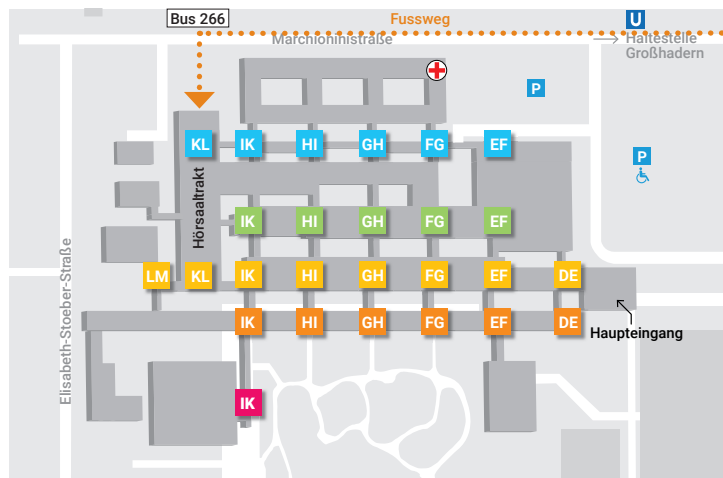 Bus 266
Fussweg
U
Marchioninistraße
Haltestelle
Großhadern
P
P
KL IK HI GH FG EF
Hörsaaltrakt
IK HI GH FG EF
LM KL IK HI GH FG EF DE
IK HI GH FG EF DE
Haupteingang
Elisabeth-Stoeber-Straße
IK